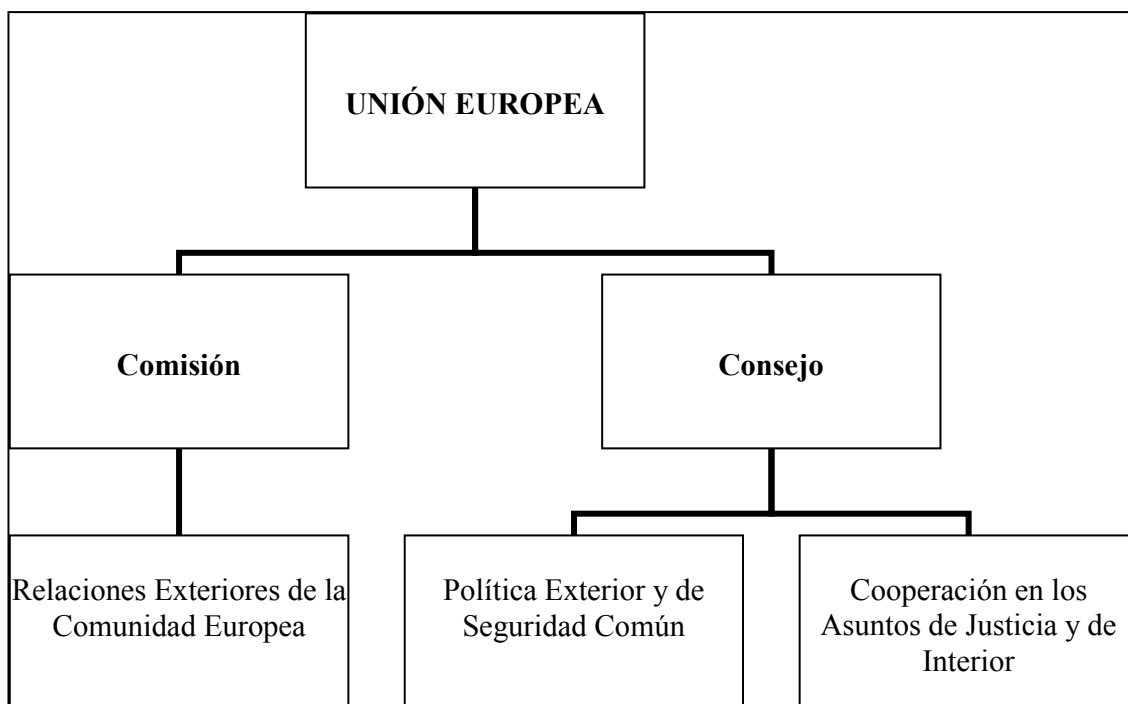 UNIÓN EUROPEA
Comisión
Consejo
Relaciones Exteriores de la
Comunidad Europea
Política Exterior y de
Seguridad Común
Cooperación en los
Asuntos de Justicia y de
Interior